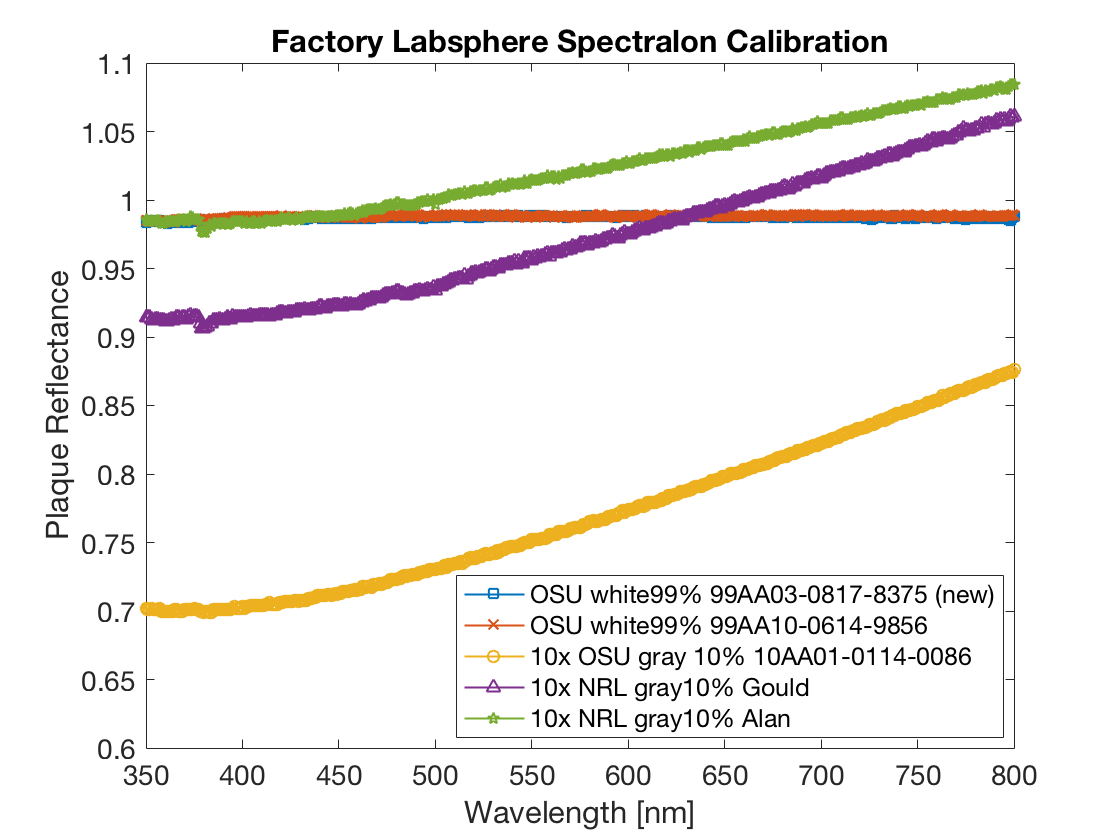 Factory Labsphere Spectralon Calibration
1.1
1.05
1
0.95
0.9
0.85
0.8
0.75
0.7
0.65
0.6
Plaque Reflectance
OSU white99% 99AA03-0817-8375 (new)
OSU white99% 99AA10-0614-9856
10x OSU gray 10% 10AA01-0114-0086
10x NRL gray10% Gould
10x NRL gray10% Alan
350 400 450 500 550 600 650 700 750 800
Wavelength [nm]